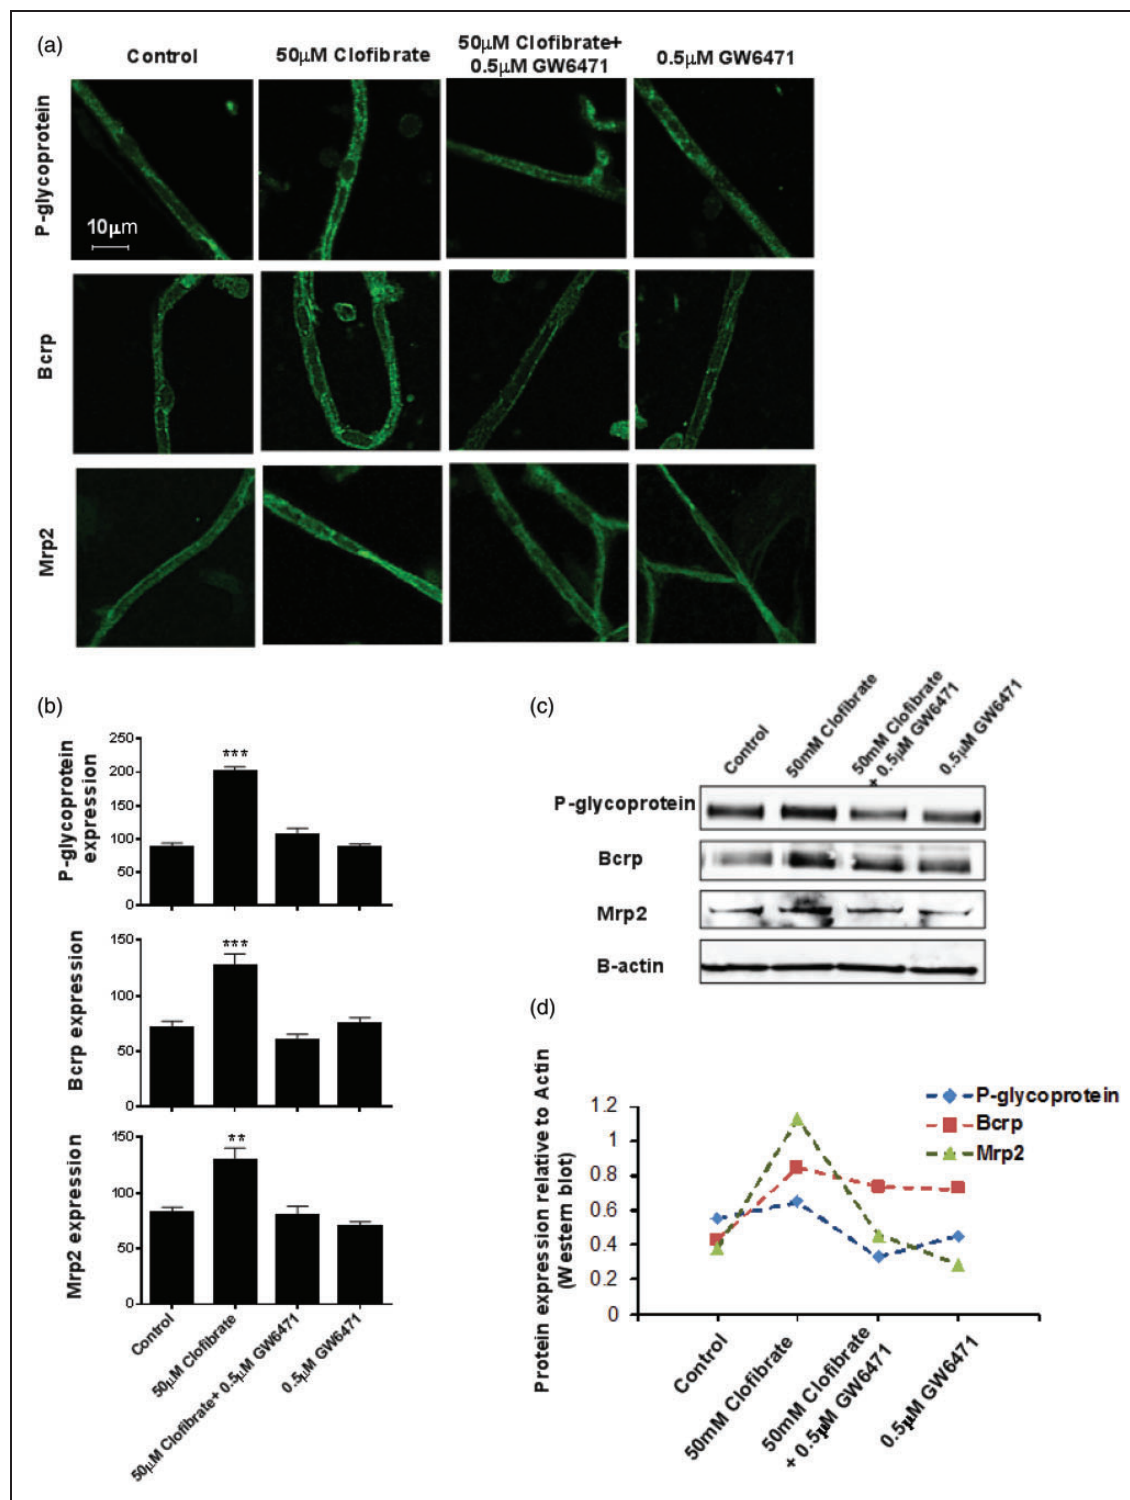 (a)
Control
50μM Clofibrate
50μM Clofibrate+
0.5μM GW6471
0.5μM GW6471
P-glycoprotein
10μm
Bcrp
Mrp2
(b)
P-glycoprotein
expression
250
200
150
100
50
0
***
Bcrp expression
150
100
50
0
***
Mrp2 expression
150
100
50
0
**
Control
50μM Clofibrate
50μM Clofibrate+ 0.5μM GW6471
0.5μM GW6471
(c)
Control
50mM Clofibrate
50mM Clofibrate
+ 0.5μM GW6471
0.5μM GW6471
P-glycoprotein
Bcrp
Mrp2
B-actin
(d)
Protein expression relative to Actin
(Western blot)
1.2
1
0.8
0.6
0.4
0.2
0
P-glycoprotein
Bcrp
Mrp2
Control
50mM Clofibrate
50mM Clofibrate
+ 0.5μM GW6471
0.5μM GW6471